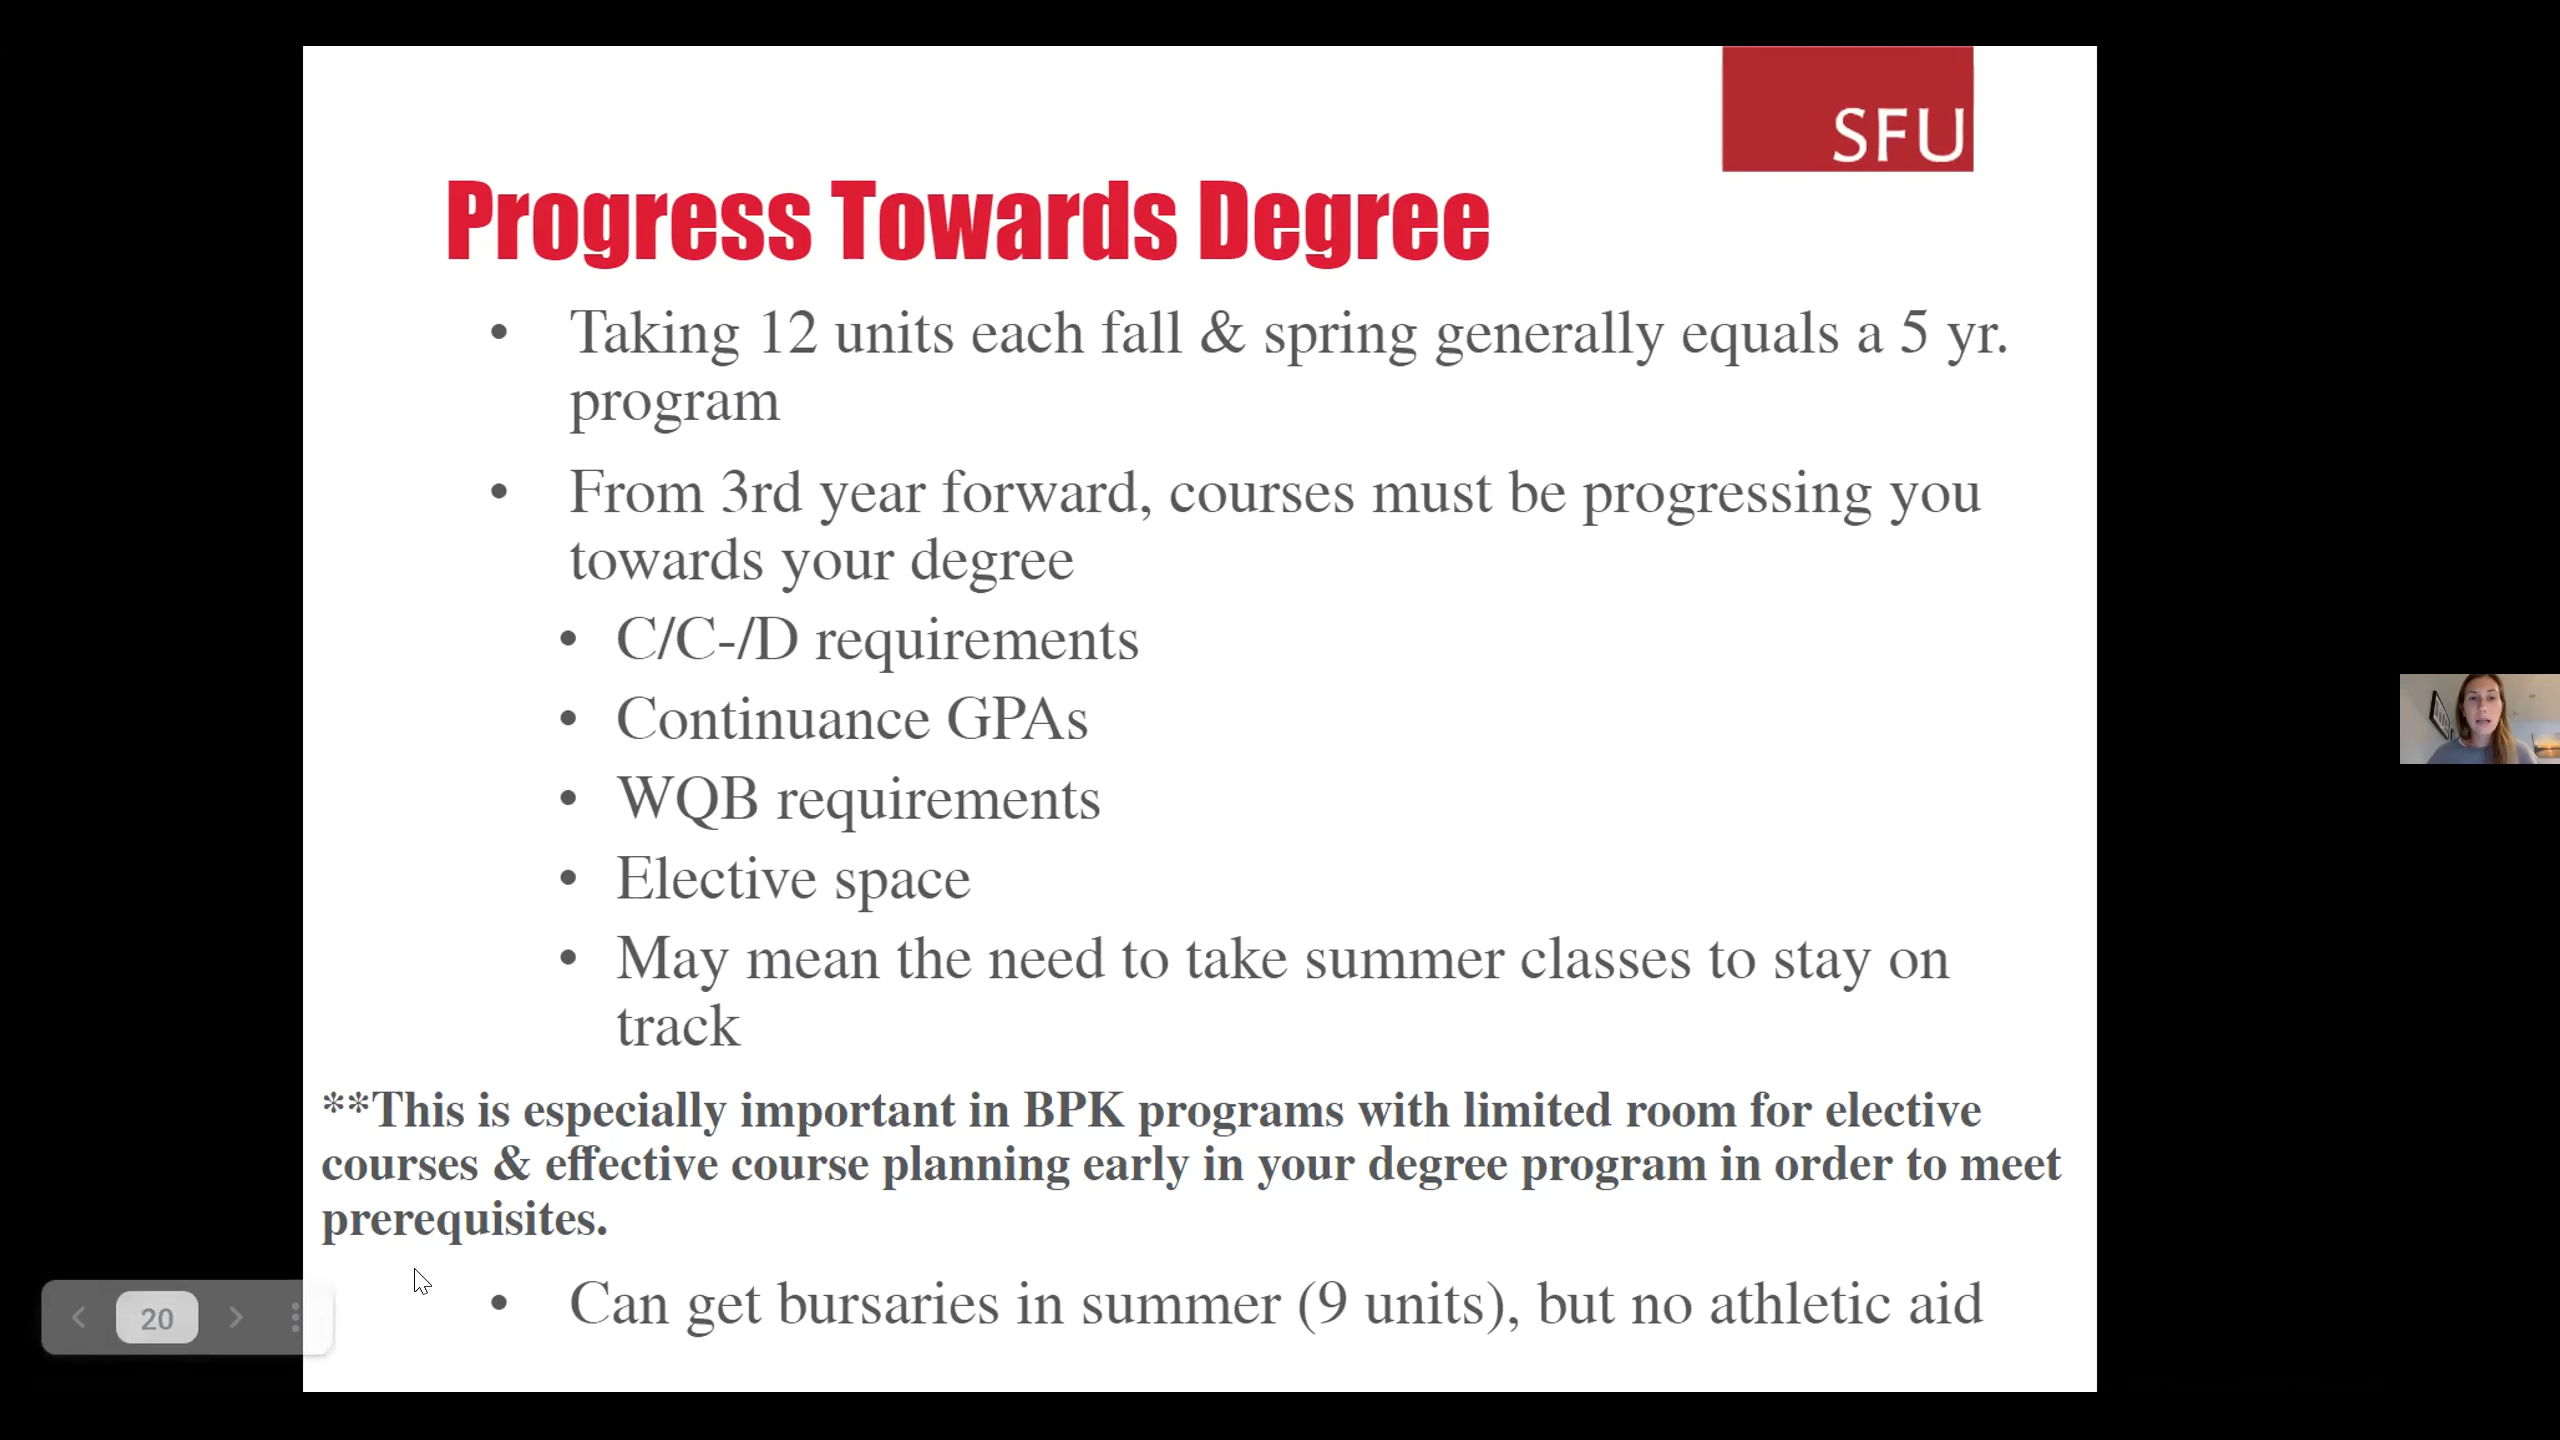 SFU
Progress Towards Degree
• Taking 12 units each fall & spring generally equals a 5 yr.
program
• From 3rd year forward, courses must be progressing you
towards your degree
• C/C-/D requirements
• Continuance GPAs
• WQB requirements
• Elective space
• May mean the need to take summer classes to stay on
track
**This is especially important in BPK programs with limited room for elective
courses & effective course planning early in your degree program in order to meet
prerequisites.
• Can get bursaries in summer (9 units), but no athletic aid
20